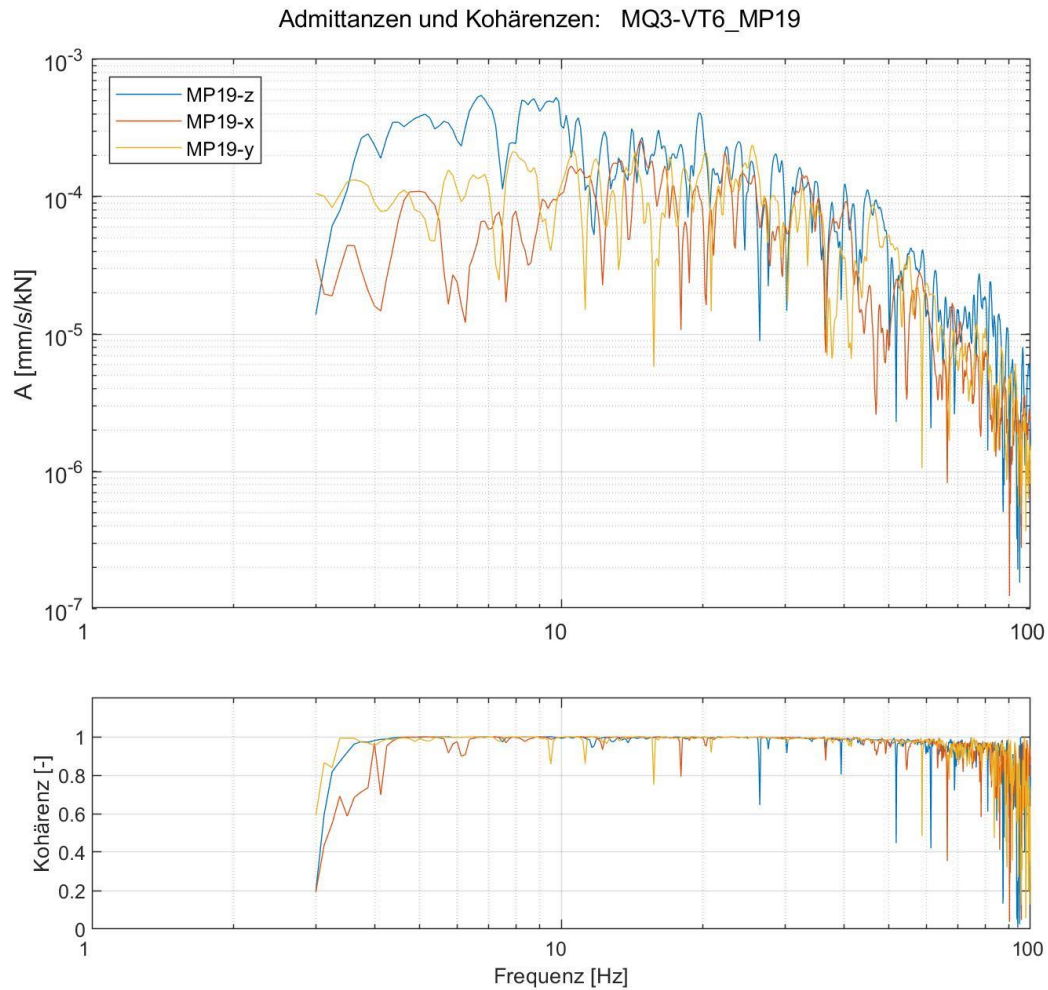 Admittanzen und Kohärenzen: MQ3-VT6_MP19
10^-3
MP19-z
MP19-x
MP19-y
10^-4
A [mm/s/kN]
10^-5
10^-6
10^-7
1
10
100
1
0.8
0.6
Kohärenz [-]
0.4
0.2
0
1
10
100
Frequenz [Hz]